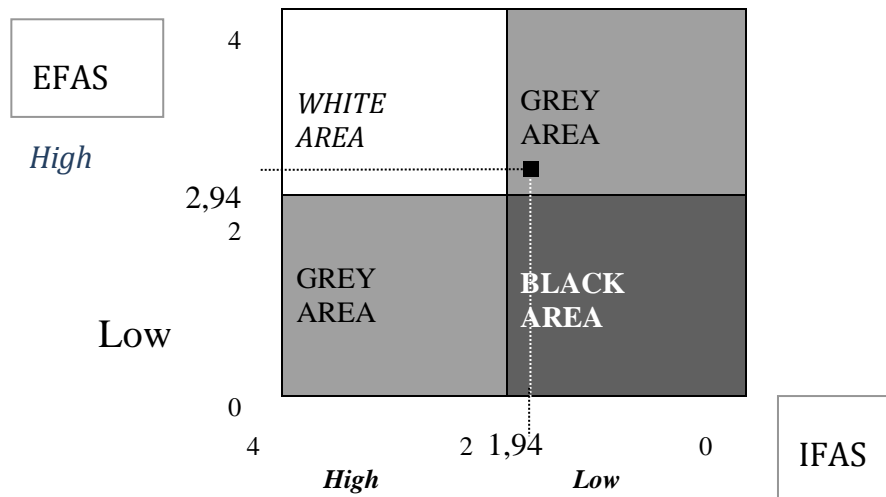 4
EFAS
WHITE
AREA
GREY
AREA
High
2,94
2
GREY
AREA
BLACK
AREA
Low
0
4
2 1,94
0
IFAS
High
Low